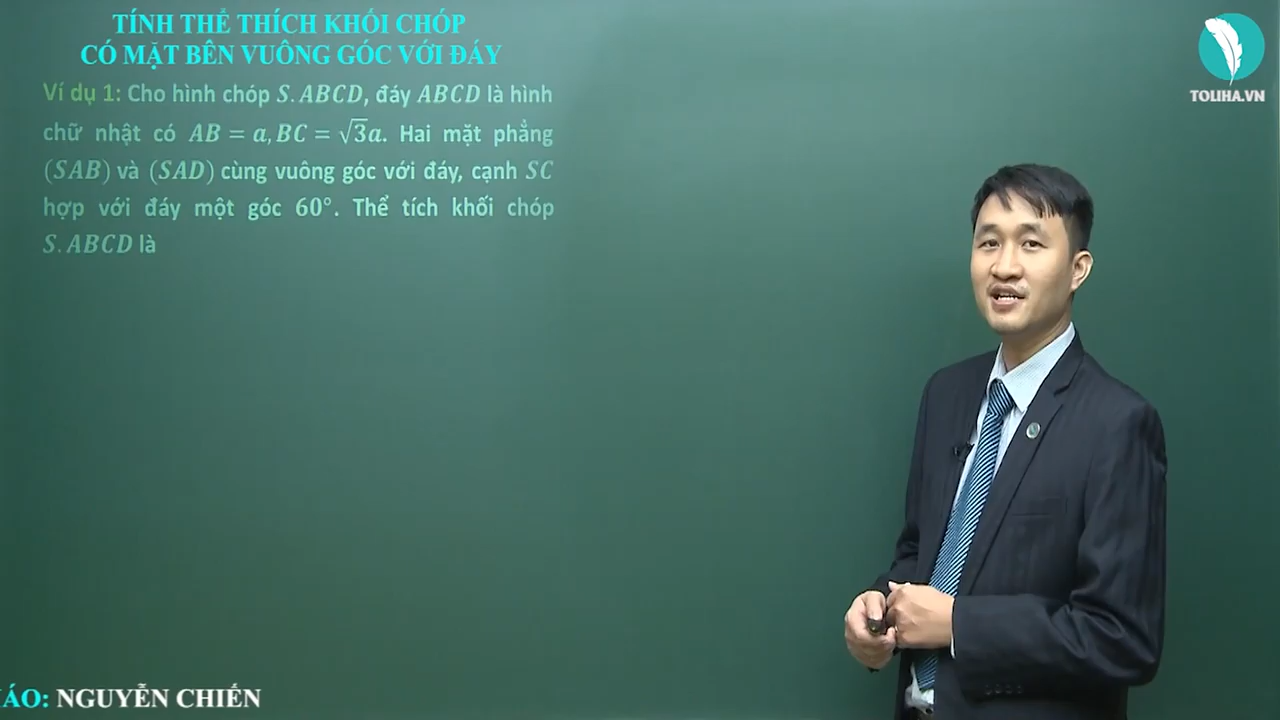 TÍNH THỂ THÍCH KHỐI CHÓP
CÓ MẶT BÊN VUÔNG GÓC VỚI ĐÁY
Ví dụ 1: Cho hình chóp S.ABCD, đáy ABCD là hình
chữ nhật có AB = a, BC = √3a. Hai mặt phẳng
(SAB) và (SAD) cùng vuông góc với đáy, cạnh SC
hợp với đáy một góc 60°. Thể tích khối chóp
S.ABCD là
TOLIHA.VN
ÁO: NGUYỄN CHIẾN